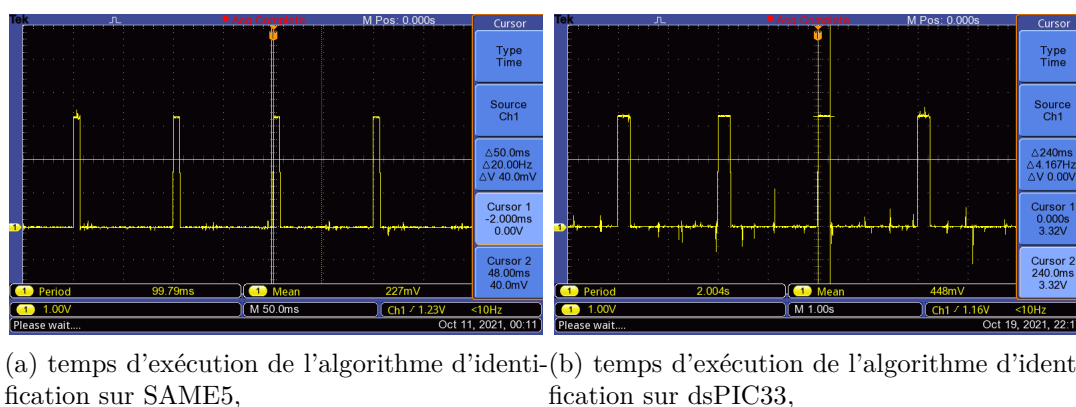 Tek
Acq Complete
M Pos: 0.000s
Cursor
Type
Time
Source
Ch1
△50.0ms
△20.00Hz
△V 40.0mV
Cursor 1
-2.000ms
0.00V
Cursor 2
48.00ms
40.0mV
1 Period 99.79ms 1 Mean 227mV
1 1.00V M 50.0ms Ch1 / 1.23V <10Hz
Please wait.... Oct 11, 2021, 00:11
Tek
Acq Complete
M Pos: 0.000s
Cursor
Type
Time
Source
Ch1
△240ms
△4.167Hz
△V 0.00V
Cursor 1
0.000s
3.32V
Cursor 2
240.0ms
3.32V
1 Period 2.004s 1 Mean 448mV
1 1.00V M 1.00s Ch1 / 1.16V <10Hz
Please wait.... Oct 19, 2021, 22:1
(a) temps d'exécution de l'algorithme d'identi-
fication sur SAME5,
(b) temps d'exécution de l'algorithme d'ident
fication sur dsPIC33,